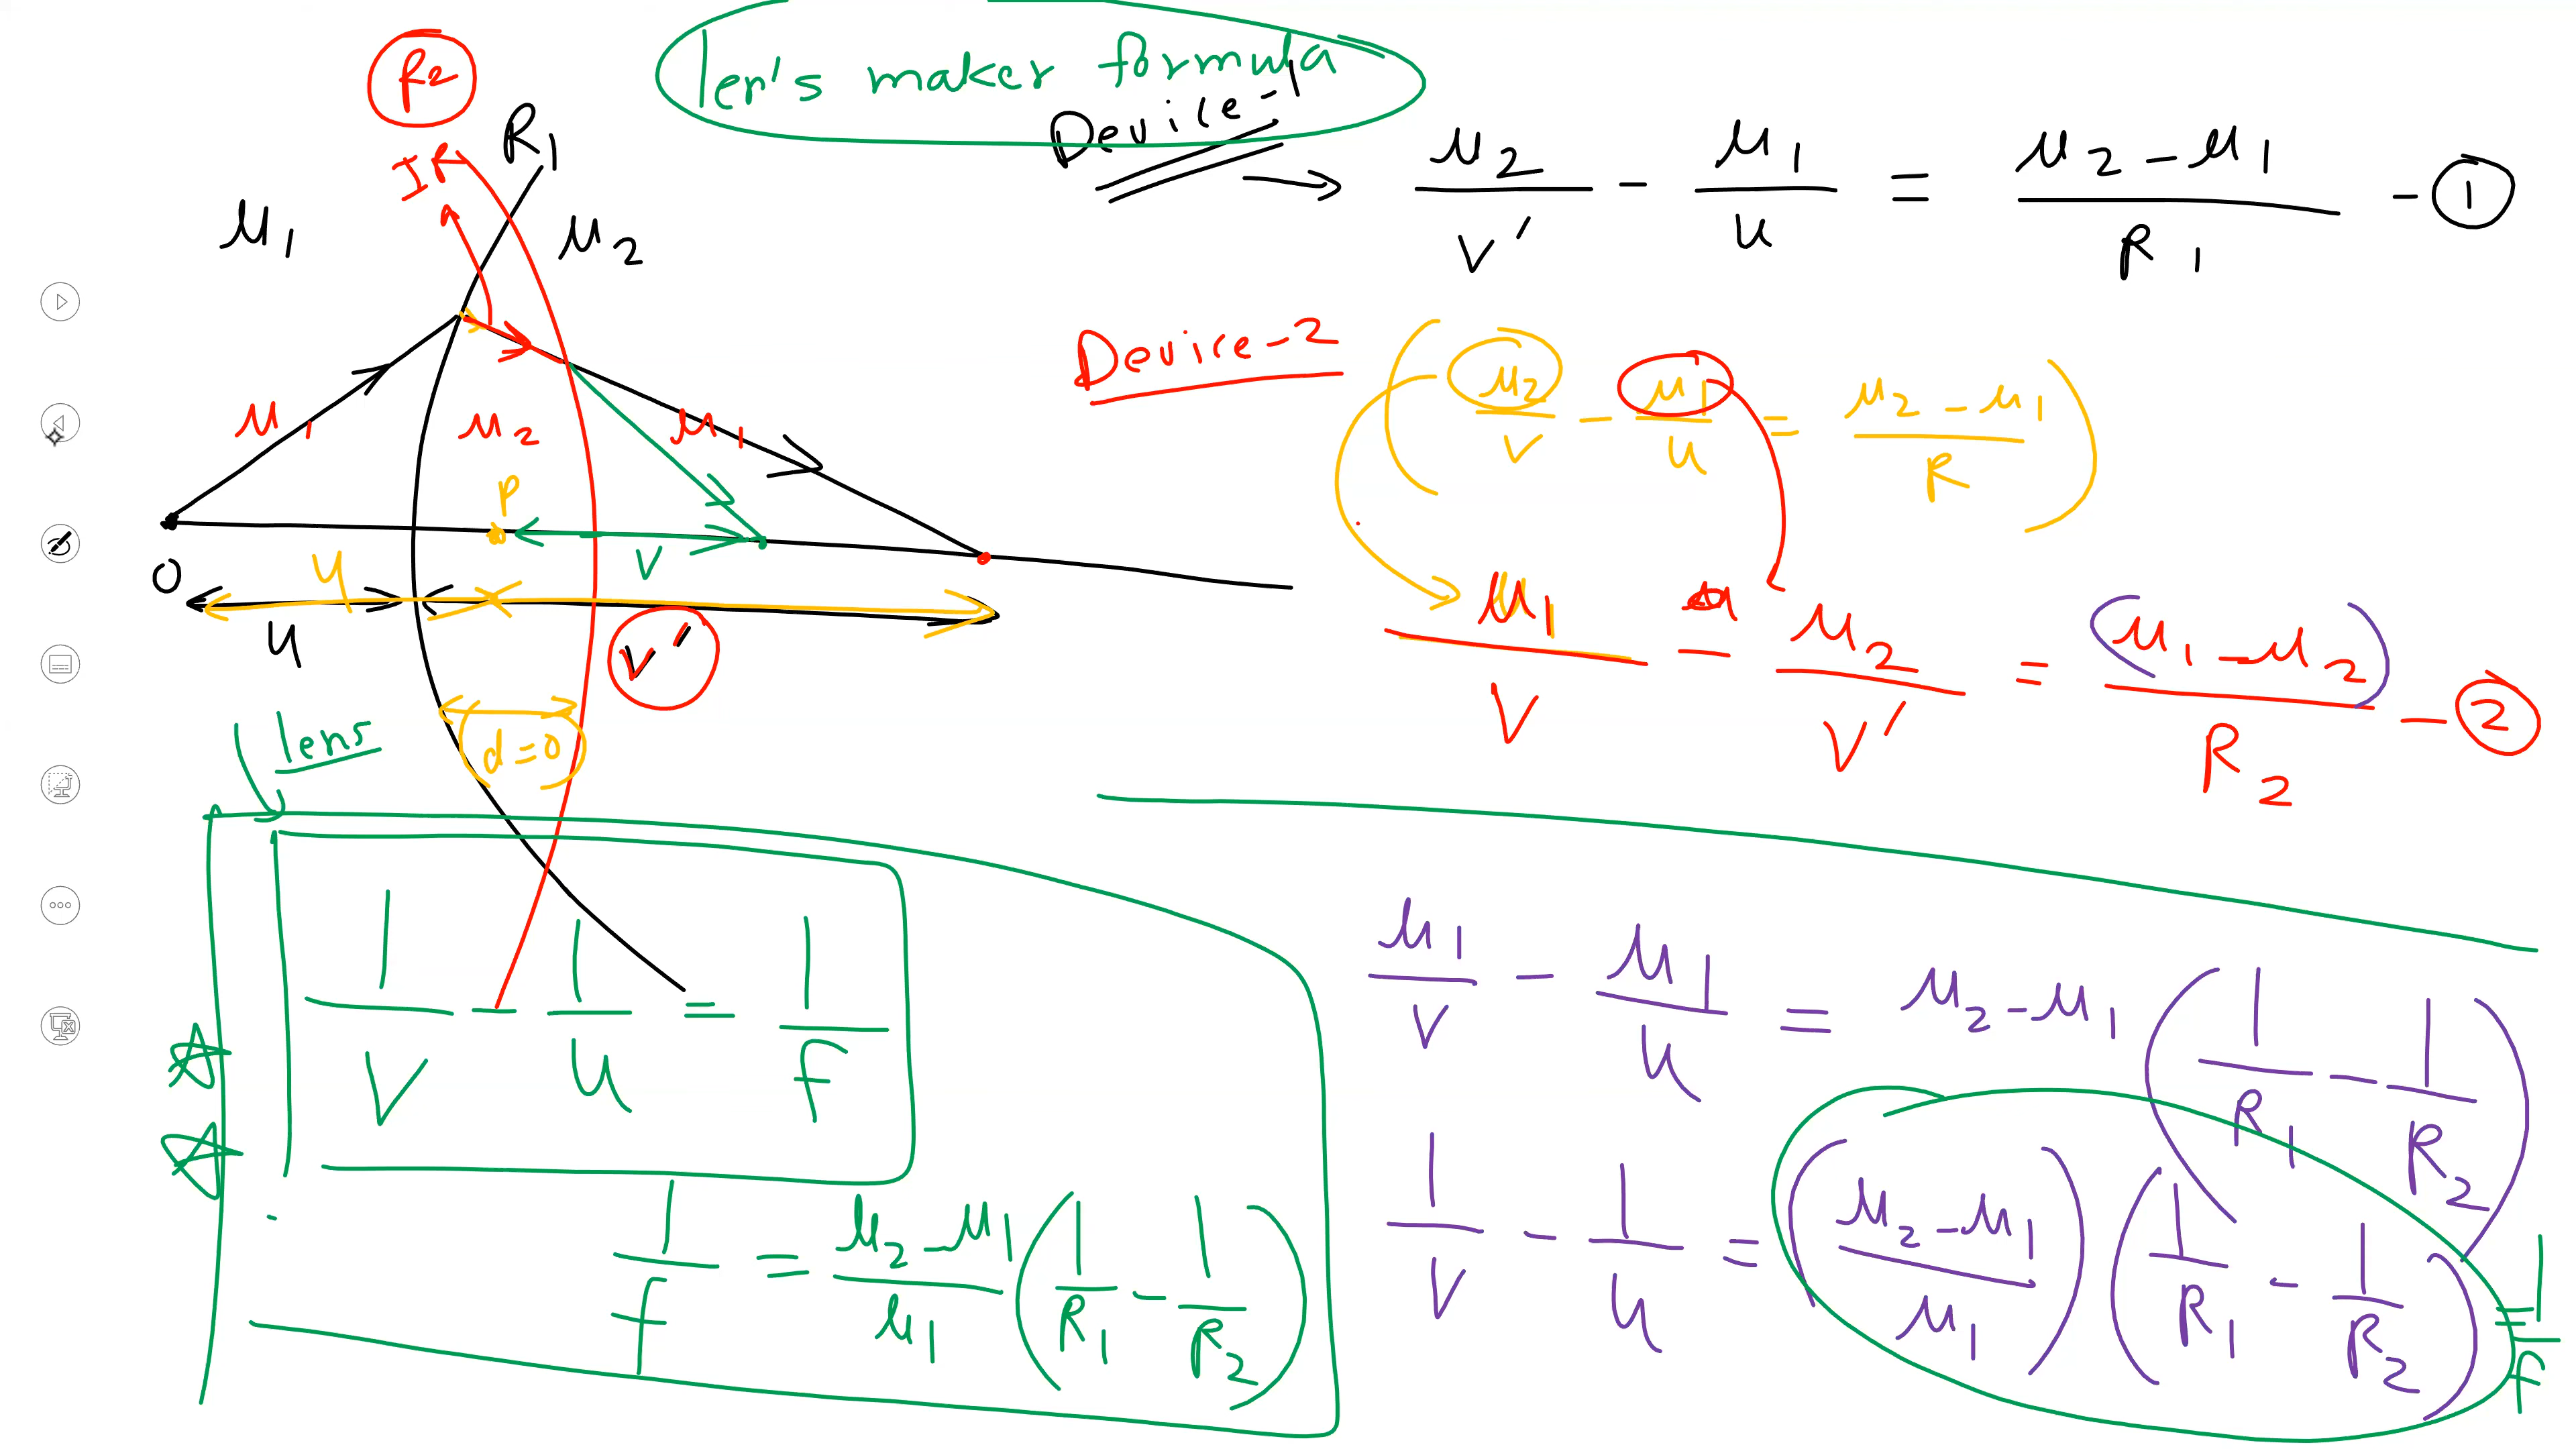 len's maker formula
R2
R1
IR
μ1
μ2
Device-1
→ μ2/v' - μ1/u = (μ2 - μ1)/R1 - ①
Device-2
(μ2/v - μ1/u = (μ2 - μ1)/R)
μ1
μ2
μ1
P
O
u
v
u
v'
μ1/v - μ2/v' = (μ1 - μ2)/R2 - ②
d=0
lens
1/v - 1/u = 1/f
1/f = (μ2 - μ1)/μ1 (1/R1 - 1/R2)
μ1/v - μ1/u = μ2 - μ1 (1/R1 - 1/R2)
1/v - 1/u = ((μ2 - μ1)/μ1) (1/R1 - 1/R2) = 1/f